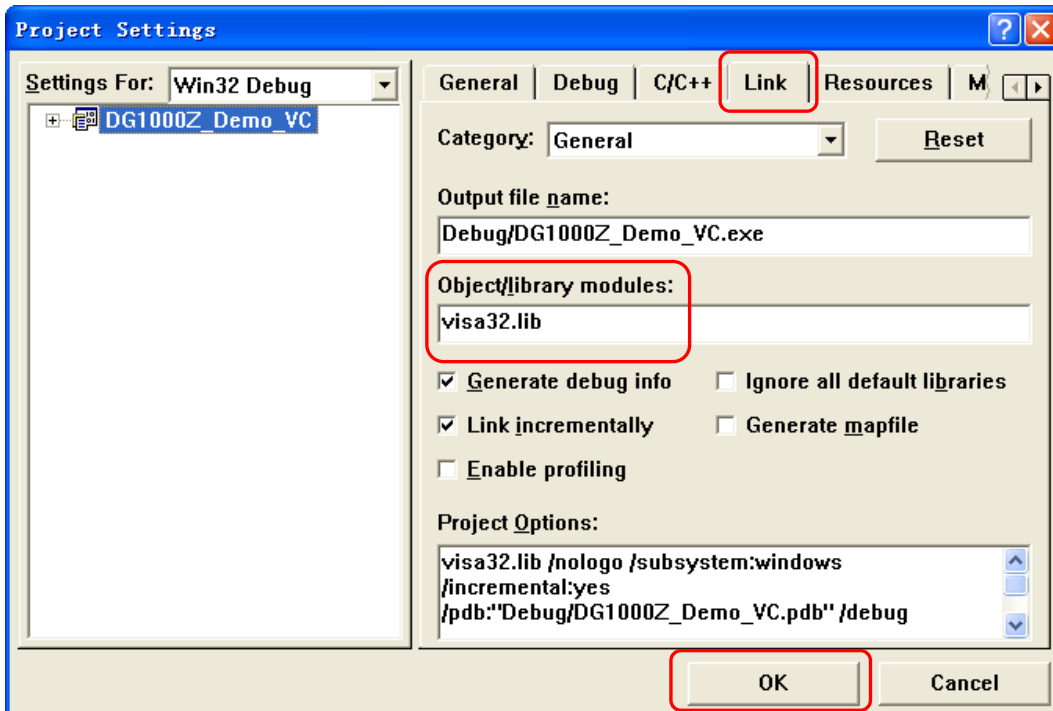 Project Settings
Settings For: Win32 Debug
DG1000Z_Demo_VC
General Debug C/C++ Link Resources M
Category: General Reset
Output file name:
Debug/DG1000Z_Demo_VC.exe
Object/library modules:
visa32.lib
Generate debug info Ignore all default libraries
Link incrementally Generate mapfile
Enable profiling
Project Options:
visa32.lib /nologo /subsystem:windows
/incremental:yes
/pdb:"Debug/DG1000Z_Demo_VC.pdb" /debug
OK Cancel